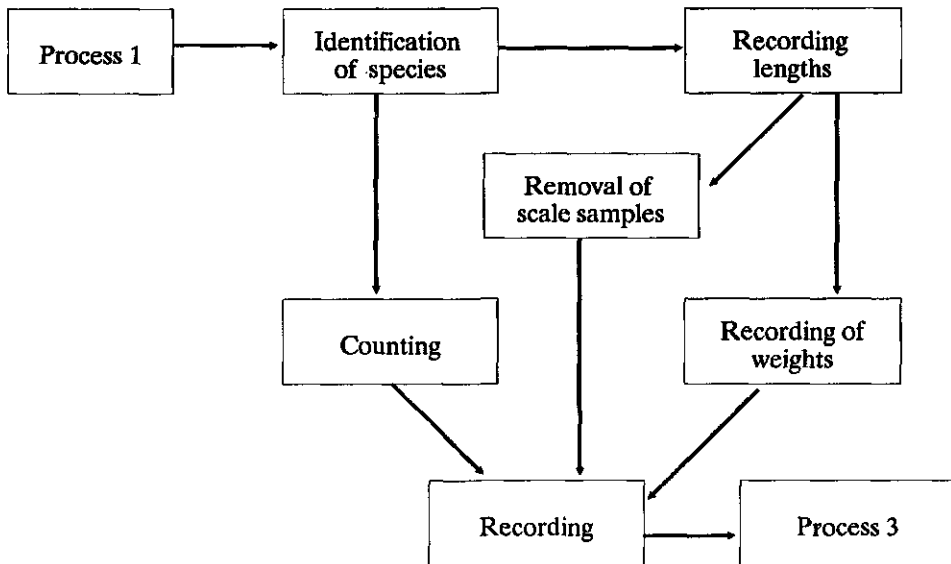 Process 1
Identification
of species
Recording
lengths
Removal of
scale samples
Counting
Recording of
weights
Recording
Process 3